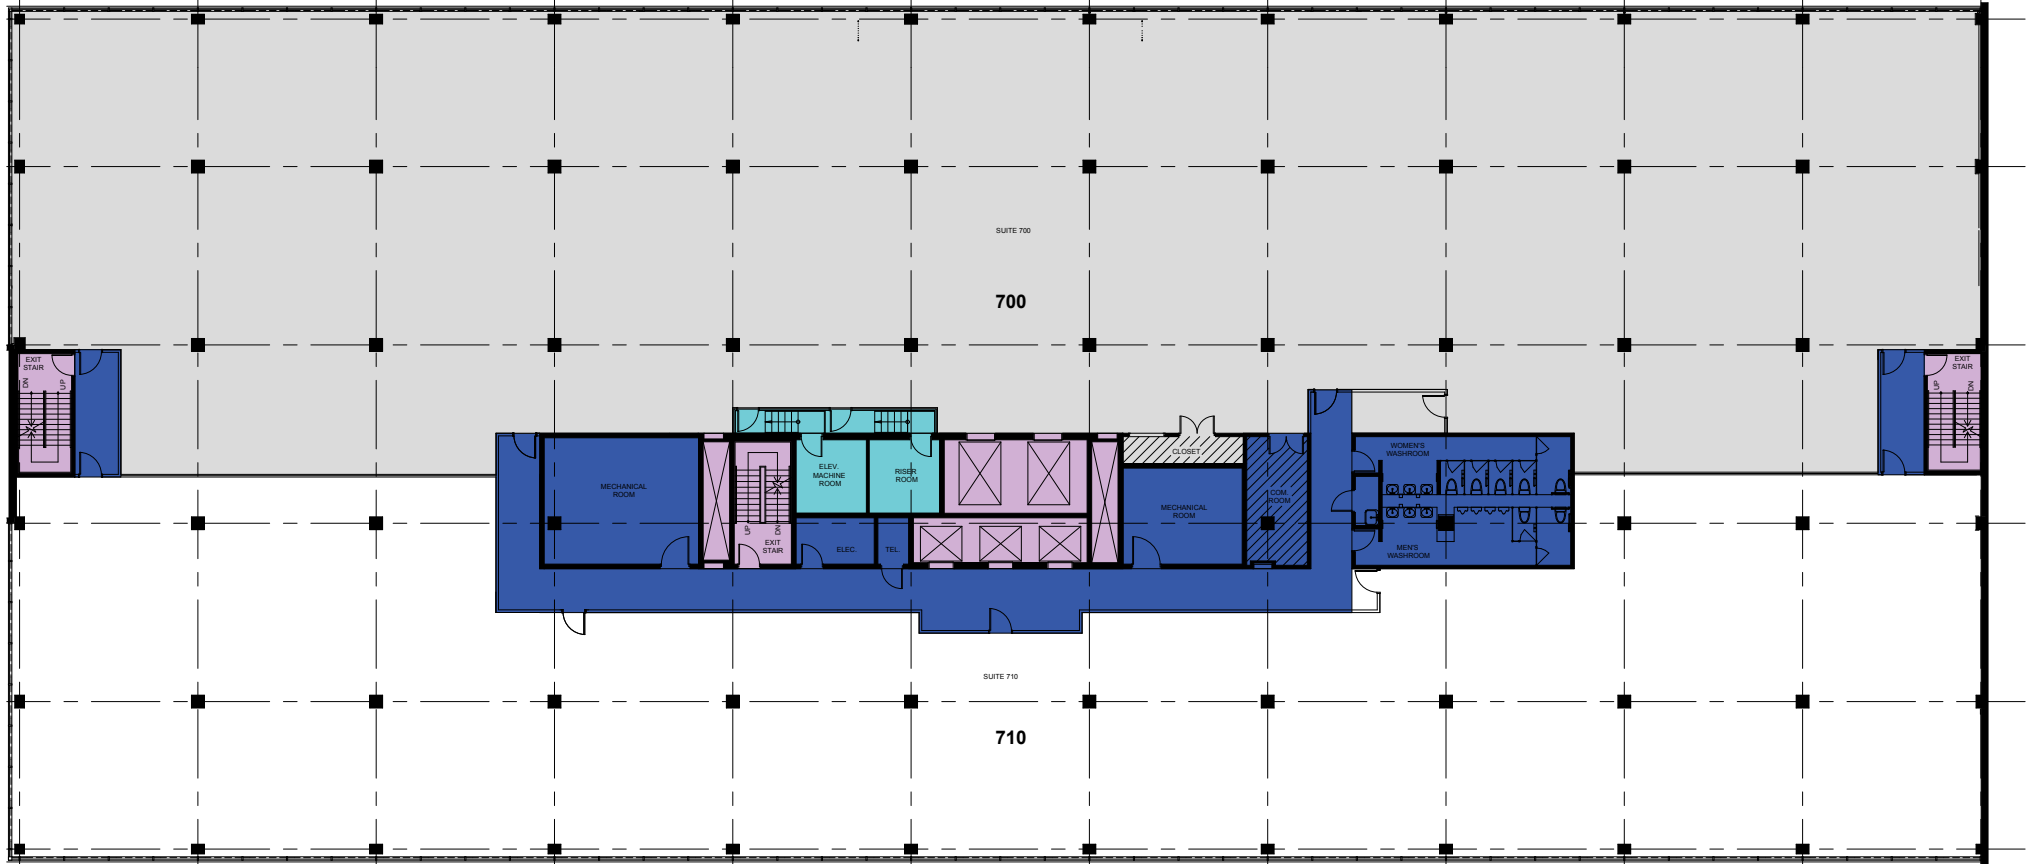 SUITE 700
700
EXIT
STAIR
DN
UP
EXIT
STAIR
UP
DN
MECHANICAL
ROOM
ELEV.
MACHINE
ROOM
RISER
ROOM
CLOSET
COM.
ROOM
WOMEN'S
WASHROOM
MECHANICAL
ROOM
UP
DN
EXIT
STAIR
ELEC.
TEL.
MEN'S
WASHROOM
SUITE 710
710